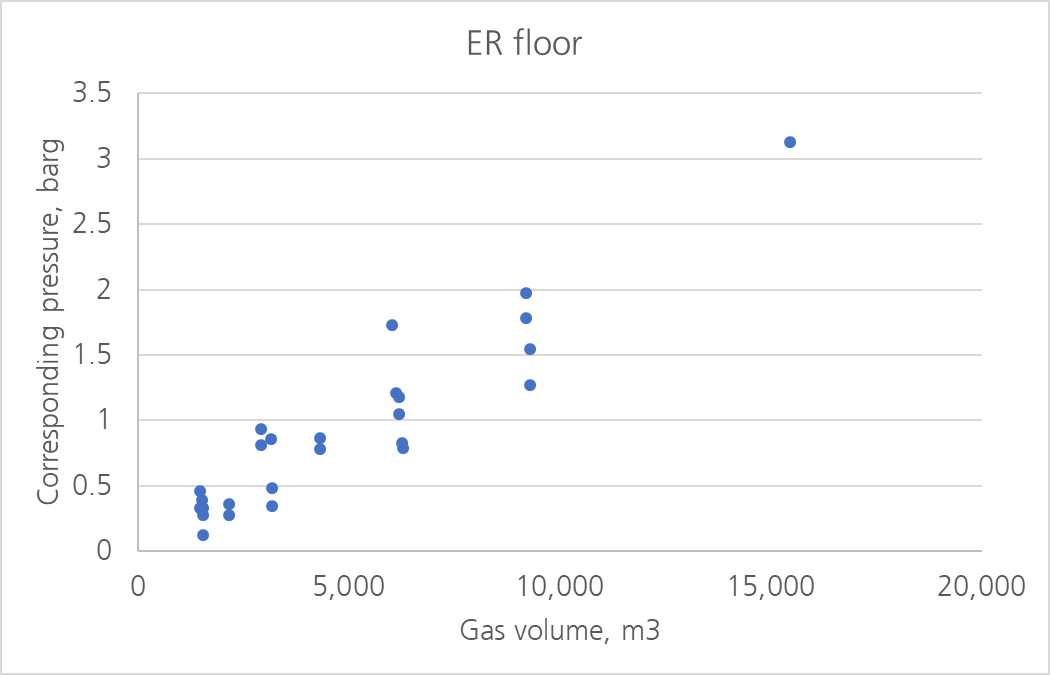 ER floor
Corresponding pressure, barg
3.5
3
2.5
2
1.5
1
0.5
0
0 5,000 10,000 15,000 20,000
Gas volume, m3